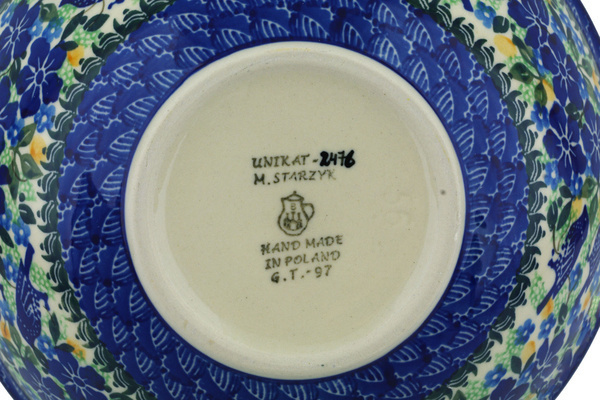 UNIKAT-2476
M. STARZYK
HAND MADE
IN POLAND
G.T.-97